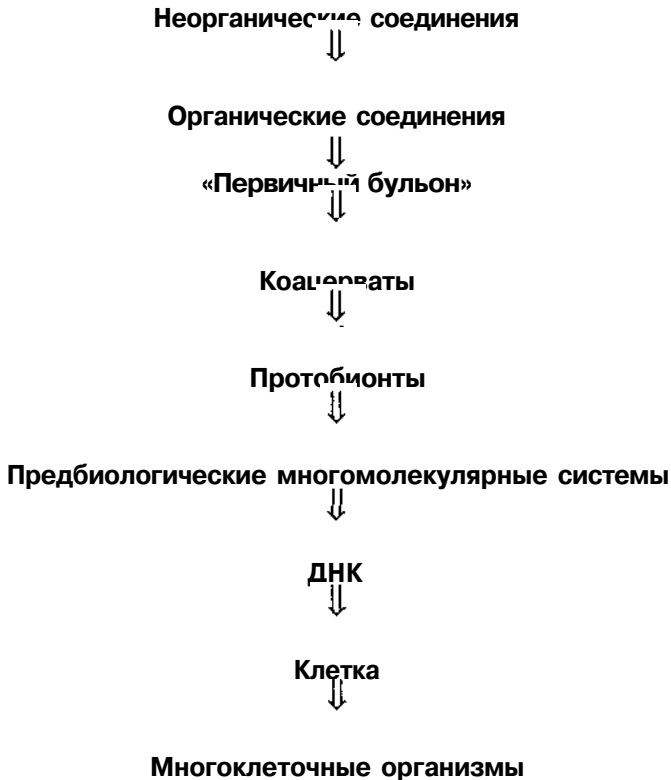 Неорганические соединения
Органические соединения
«Первичный бульон»
Коацерваты
Протобионты
Предбиологические многомолекулярные системы
ДНК
Клетка
Многоклеточные организмы